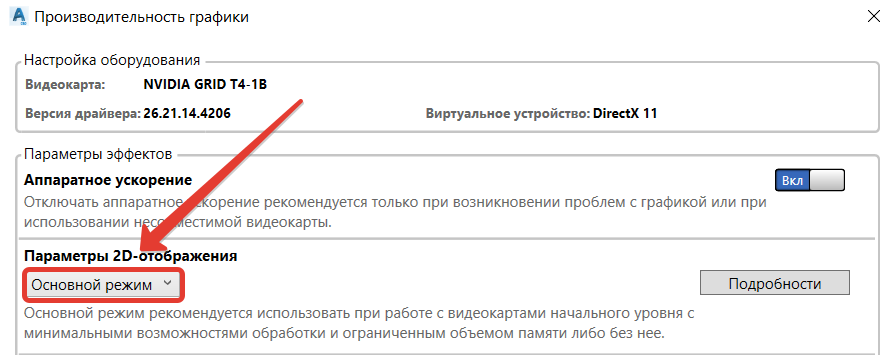 Производительность графики
Настройка оборудования
Видеокарта: NVIDIA GRID T4-1B
Версия драйвера: 26.21.14.4206 Виртуальное устройство: DirectX 11
Параметры эффектов
Аппаратное ускорение Вкл
Отключать аппаратное ускорение рекомендуется только при возникновении проблем с графикой или при
использовании несовместимой видеокарты.
Параметры 2D-отображения
Основной режим Подробности
Основной режим рекомендуется использовать при работе с видеокартами начального уровня с
минимальными возможностями обработки и ограниченным объемом памяти либо без нее.